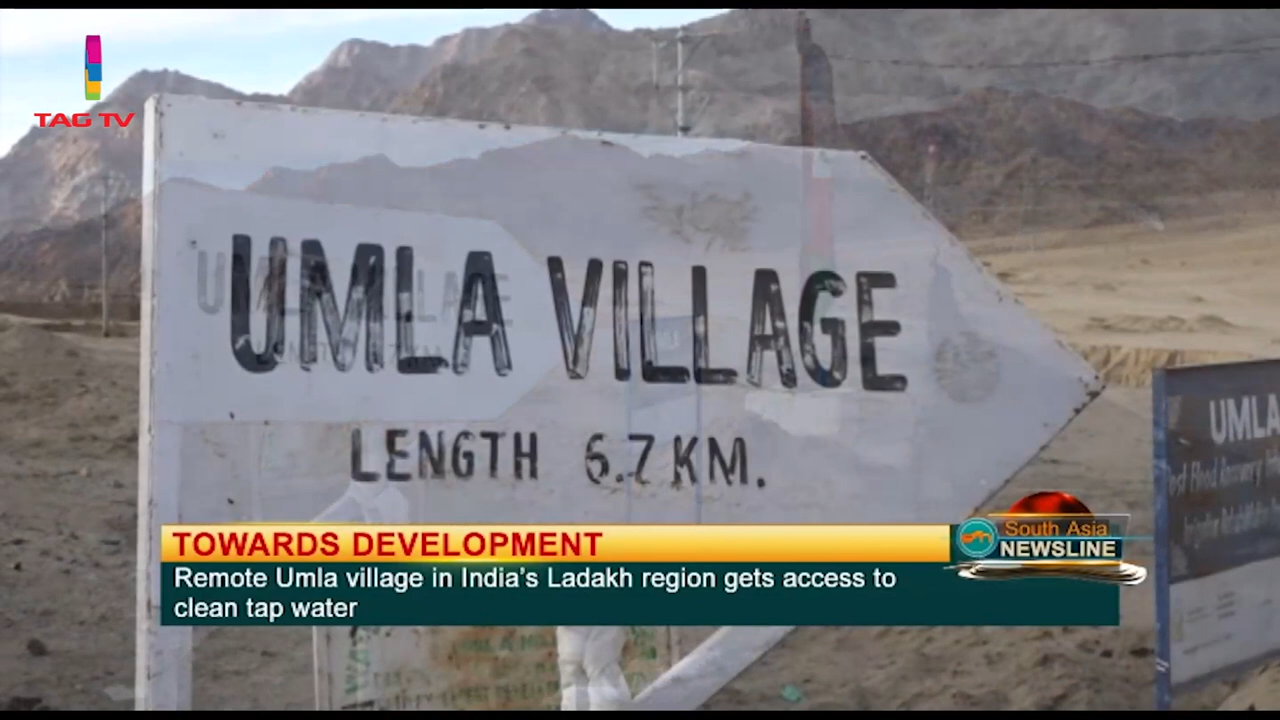 TAG TV
UMLA VILLAGE
LENGTH 6.7 KM.
UMLA
TOWARDS DEVELOPMENT
South Asia
NEWSLINE
Remote Umla village in India's Ladakh region gets access to
clean tap water